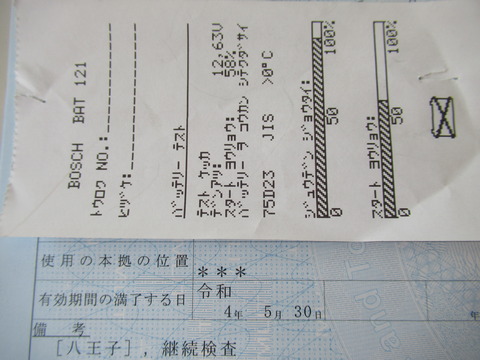 BOSCH BAT 121
トウロク NO.:
ヒヅケ:
バッテリー テスト
テスト ケッカ
デンアツ: 12,63V
スタート ヨウリョウ: 58%
バッテリー ヲ コウカン シテクダサイ
75D23 JIS >0°C
ジュウデン ジョウタイ:
0 50 100%
スタート ヨウリョウ:
0 50 100%
使用の本拠の位置
***
有効期間の満了する日
令和
4年 5月 30日
年
備考
[八王子],継続検査